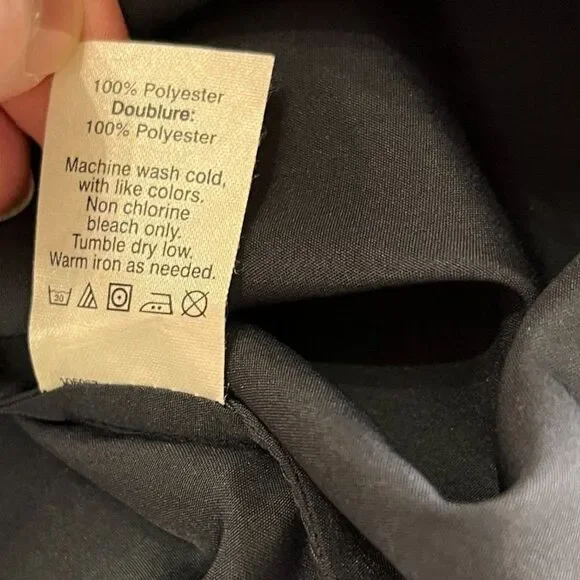 100% Polyester
Doublure:
100% Polyester
Machine wash cold,
with like colors.
Non chlorine
bleach only.
Tumble dry low.
Warm iron as needed.
30